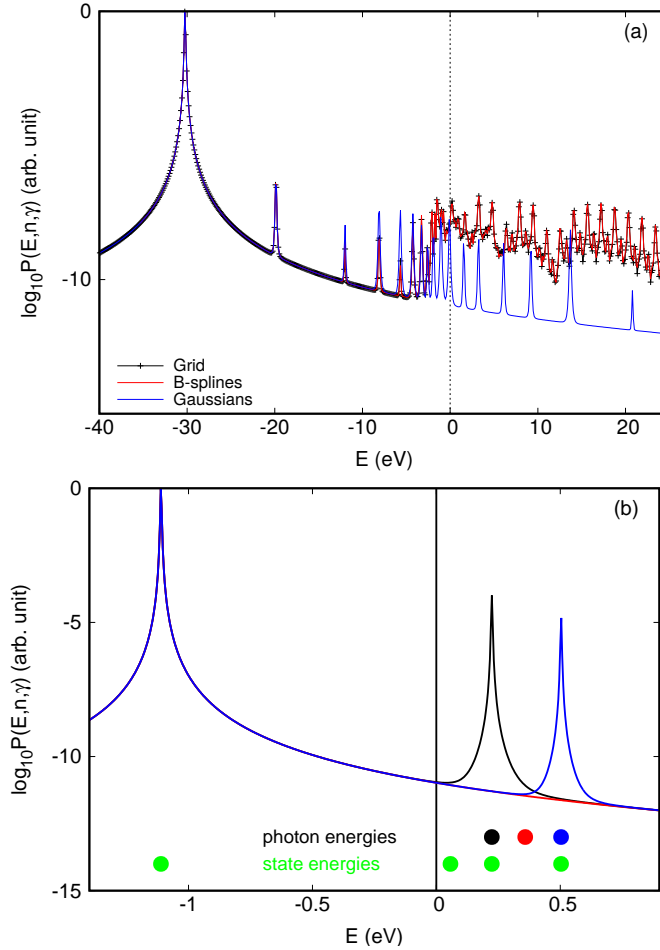 0
(a)
log₁₀P(E,n,γ) (arb. unit)
-10
Grid
B-splines
Gaussians
-40 -30 -20 -10 0 10 20
E (eV)
0
(b)
-5
log₁₀P(E,n,γ) (arb. unit)
-10
photon energies
state energies
-15
-1 -0.5 0 0.5
E (eV)